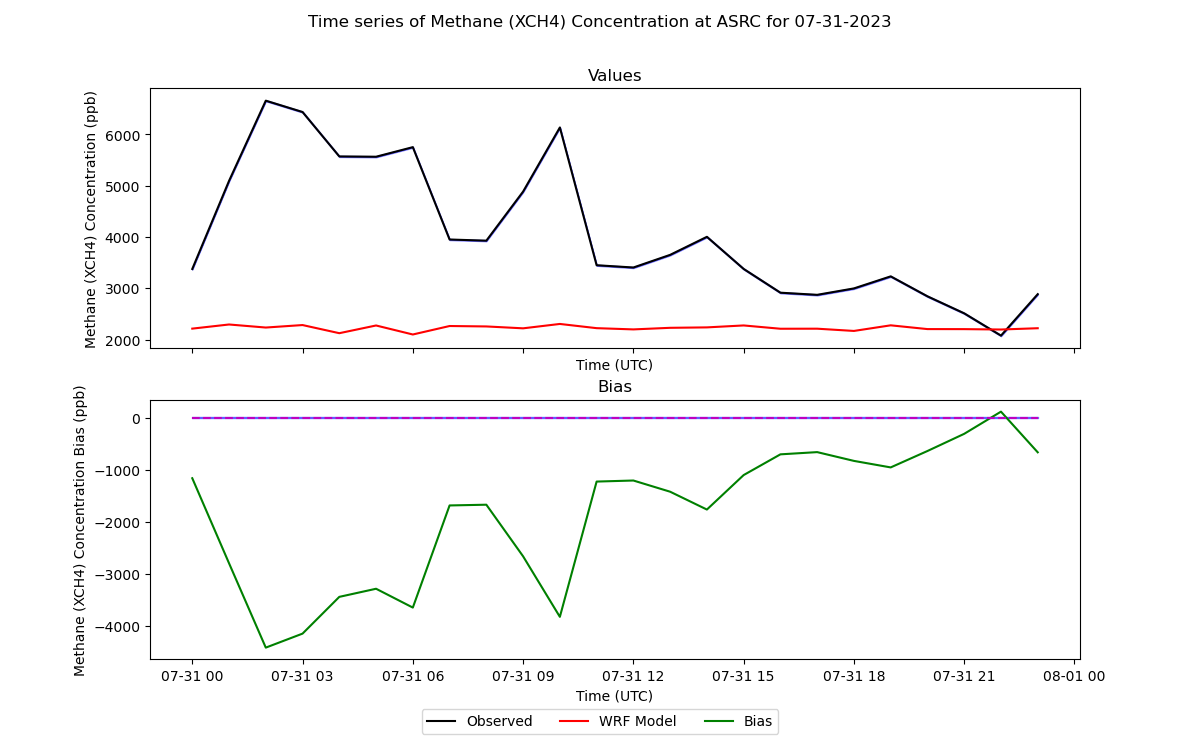 Time series of Methane (XCH4) Concentration at ASRC for 07-31-2023
Values
Methane (XCH4) Concentration (ppb)
6000
5000
4000
3000
2000
Time (UTC)
Bias
Methane (XCH4) Concentration Bias (ppb)
0
−1000
−2000
−3000
−4000
07-31 00 07-31 03 07-31 06 07-31 09 07-31 12 07-31 15 07-31 18 07-31 21 08-01 00
Time (UTC)
Observed WRF Model Bias